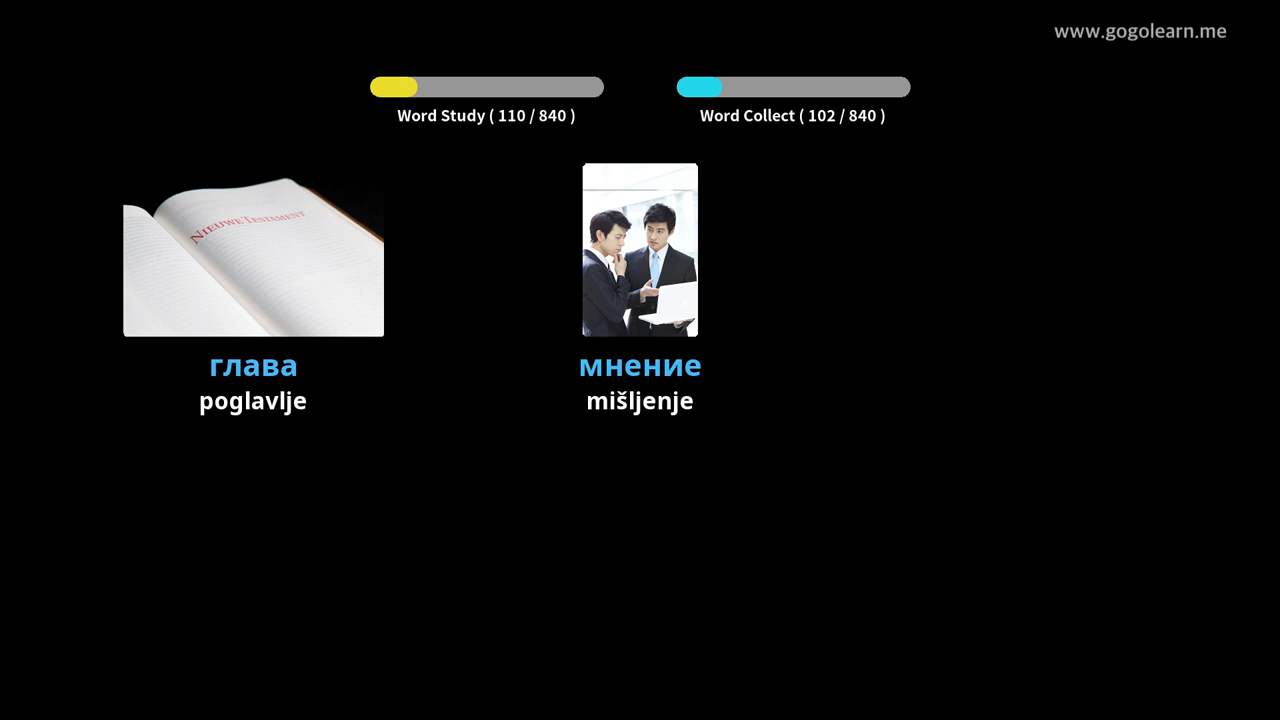 www.gogolearn.me
Word Study ( 110 / 840 )
Word Collect ( 102 / 840 )
NIEUWE TESTAMENT
глава
poglavlje
мнение
mišljenje